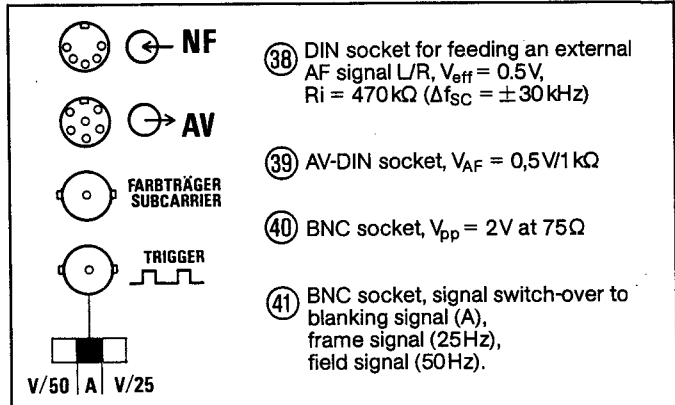 NF
38 DIN socket for feeding an external
AF signal L/R, Veff = 0.5V,
Ri = 470kΩ (ΔfSC = ±30kHz)
AV
39 AV-DIN socket, VAF = 0,5V/1kΩ
FARBTRÄGER
SUBCARRIER
40 BNC socket, Vpp = 2V at 75Ω
TRIGGER
41 BNC socket, signal switch-over to
blanking signal (A),
frame signal (25Hz),
field signal (50Hz).
V/50 A V/25